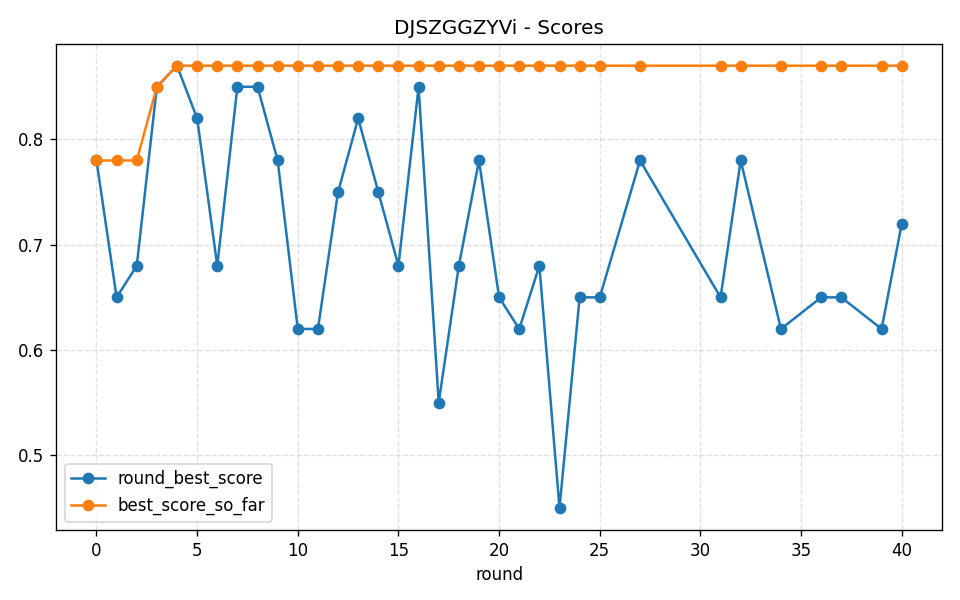 DJSZGGZYVi - Scores
0.8
0.7
0.6
0.5
round_best_score
best_score_so_far
0 5 10 15 20 25 30 35 40
round